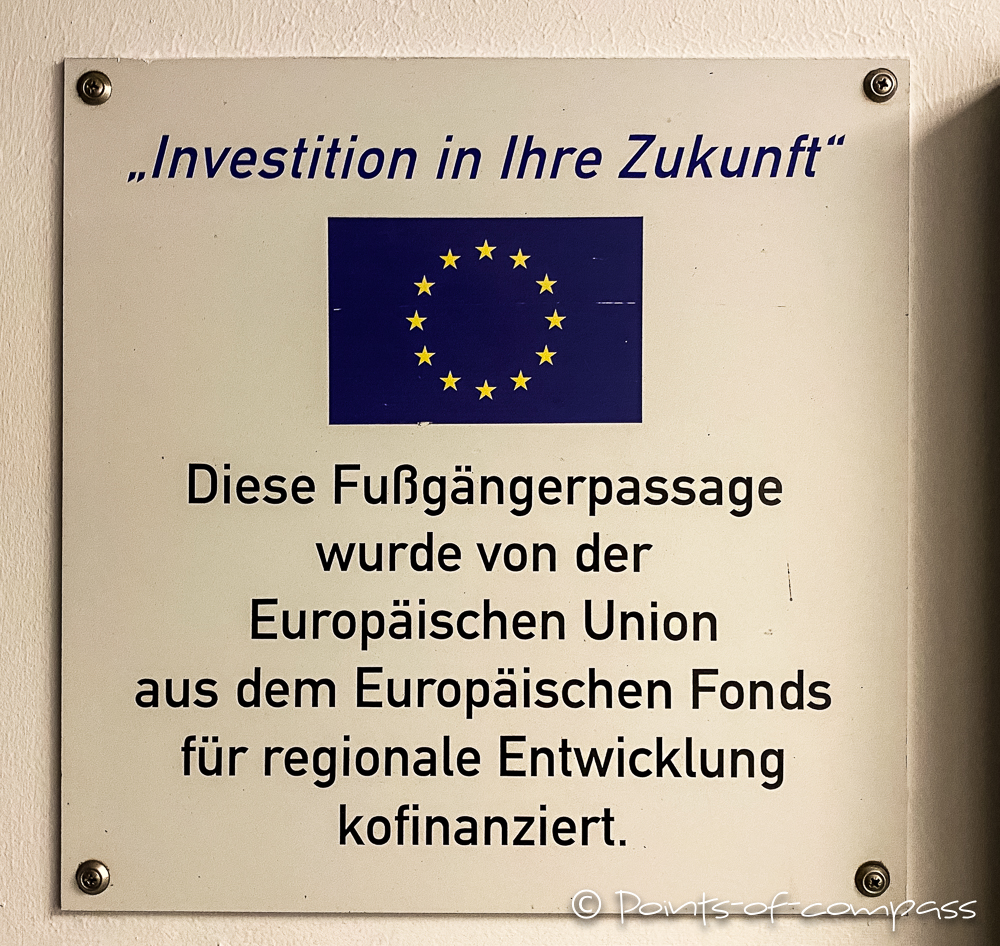 „Investition in Ihre Zukunft“
Diese Fußgängerpassage
wurde von der
Europäischen Union
aus dem Europäischen Fonds
für regionale Entwicklung
kofinanziert.
© Points-of-compass